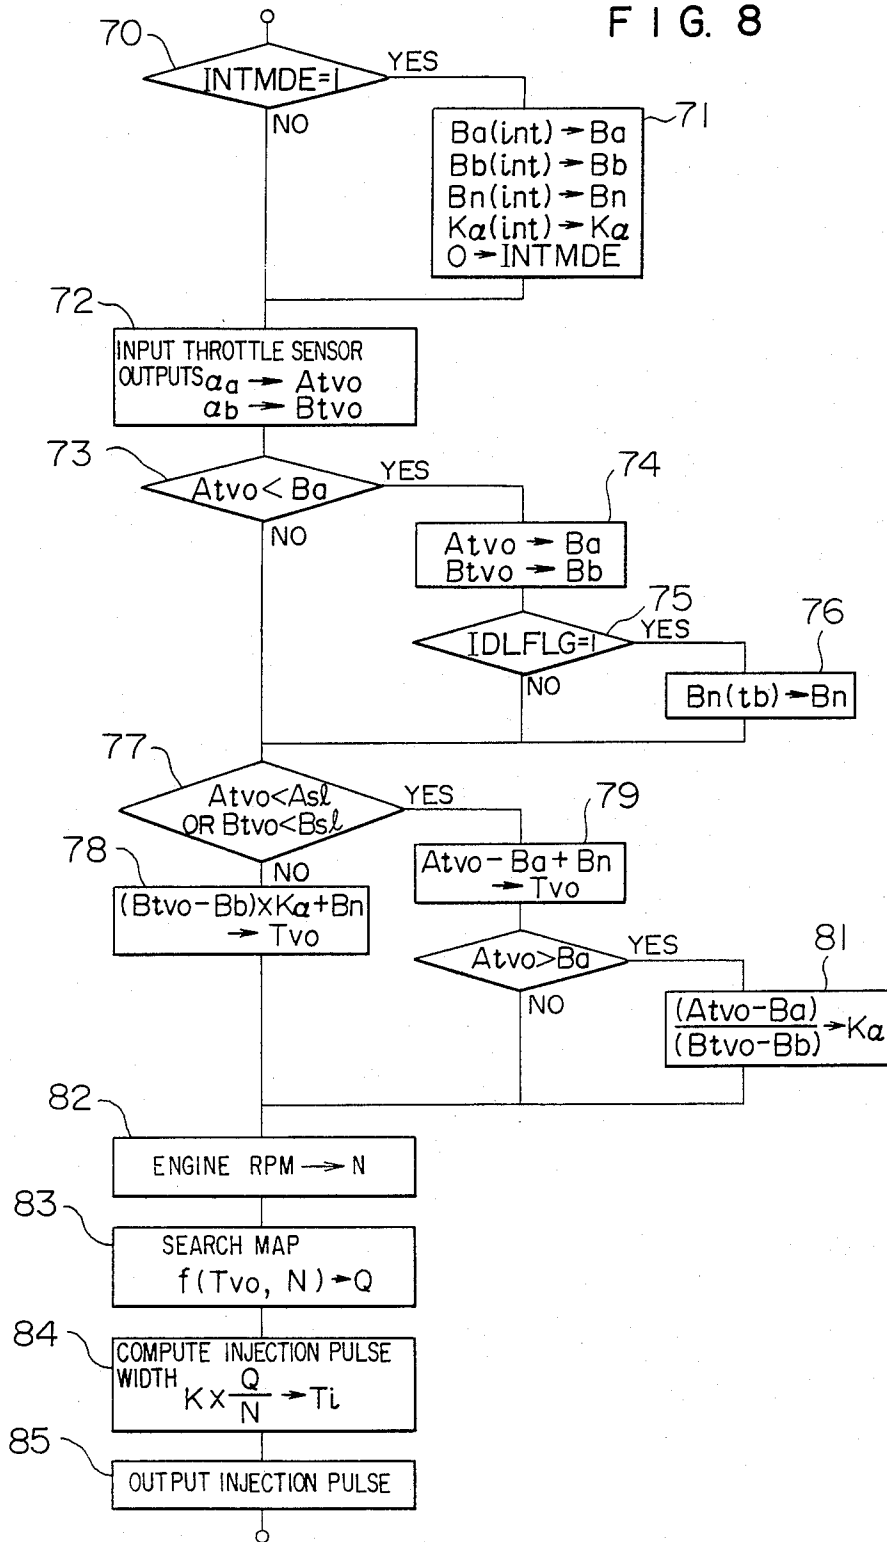 FIG. 8
70
INTMDE=1
YES
NO
71
Ba(int)→Ba
Bb(int)→Bb
Bn(int)→Bn
Kα(int)→Kα
0→INTMDE
72
INPUT THROTTLE SENSOR
OUTPUTS αa → Atvo
αb → Btvo
73
Atvo< Ba
YES
NO
74
Atvo → Ba
Btvo → Bb
75
IDLFLG=1
YES
NO
76
Bn(tb)→Bn
77
Atvo<Asl
OR Btvo<Bsl
YES
NO
78
(Btvo-Bb)xKα+Bn
→ Tvo
79
Atvo-Ba+Bn
→ Tvo
Atvo>Ba
YES
NO
81
(Atvo-Ba)
(Btvo-Bb) →Kα
82
ENGINE RPM → N
83
SEARCH MAP
f(Tvo, N)→Q
84
COMPUTE INJECTION PULSE
WIDTH K x Q/N →Ti
85
OUTPUT INJECTION PULSE